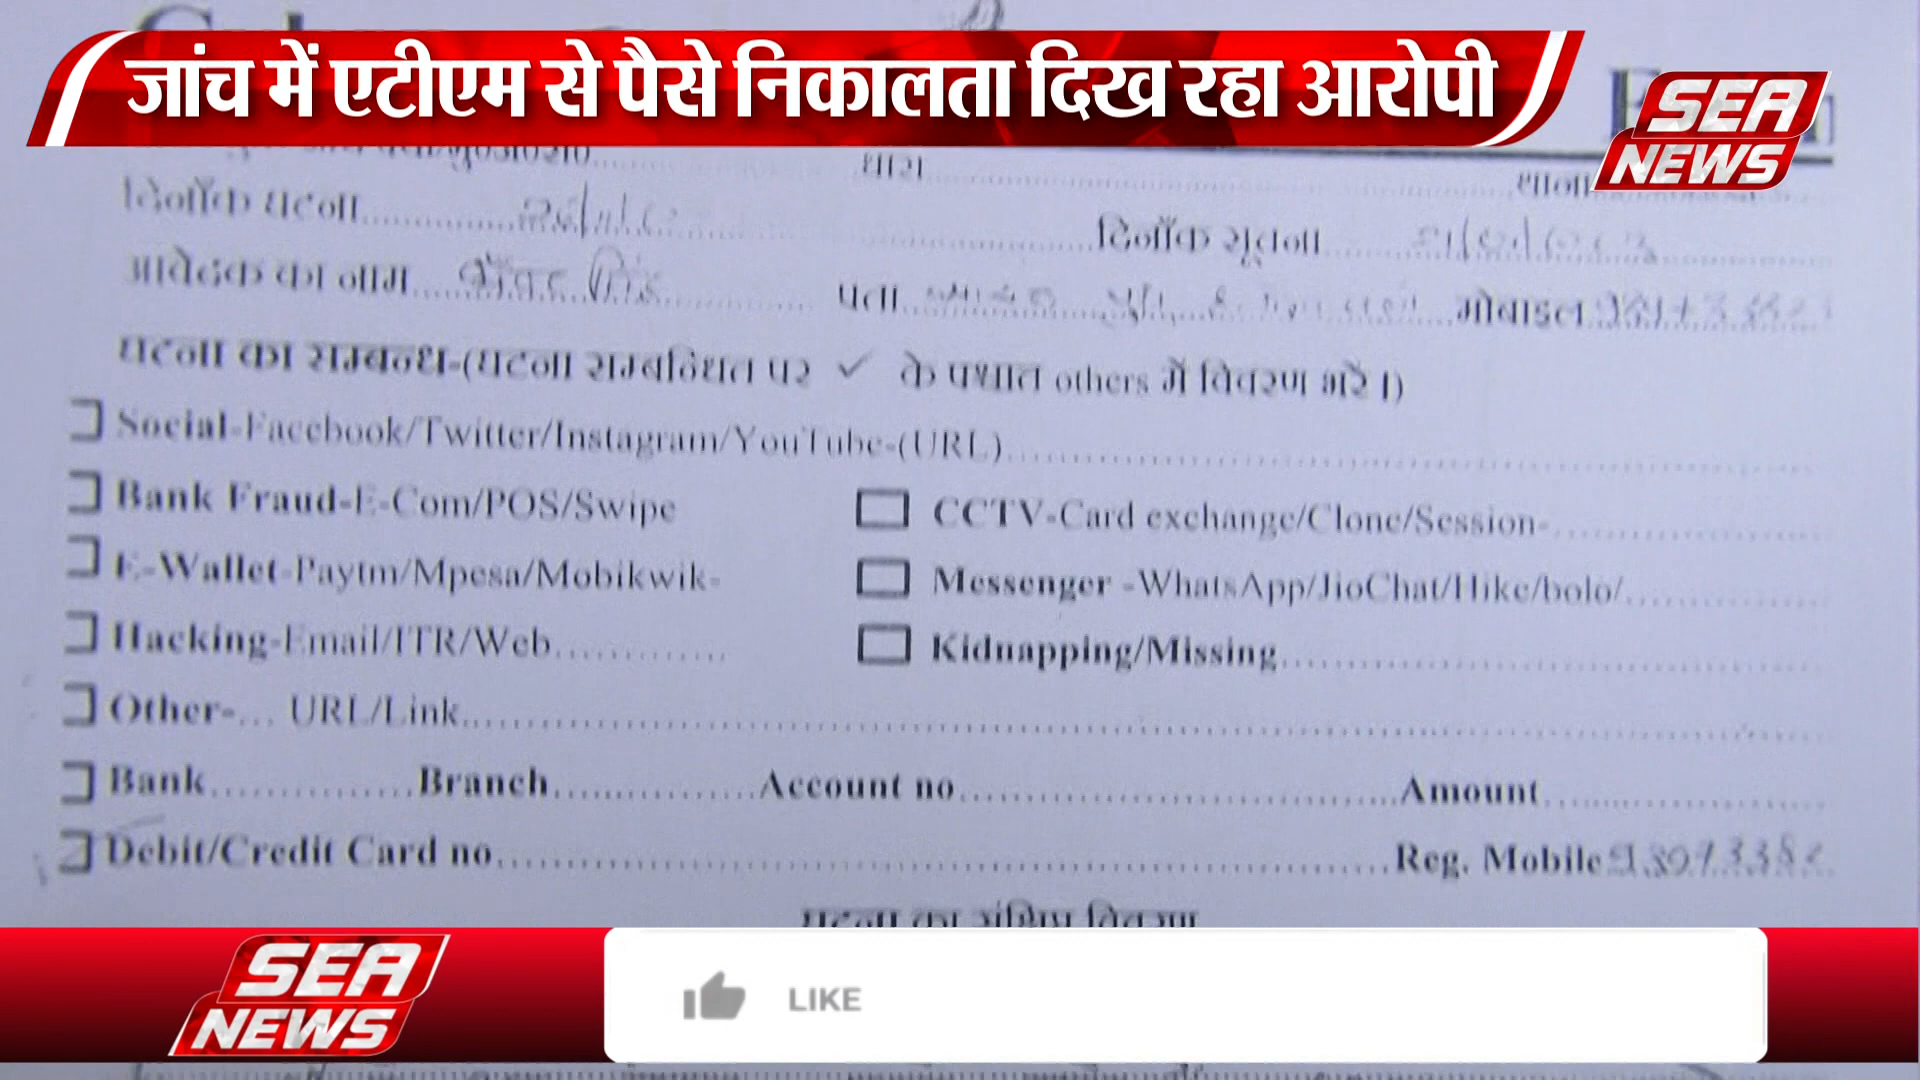 जांच में एटीएम से पैसे निकालता दिख रहा आरोपी
SEA
NEWS
धारा
दिनाँक घटना
दिनाँक सूचना
आवेदक का नाम
पता
मोबाइल
घटना का सम्बन्ध-(घटना सम्बन्धित पर ✓ के पश्चात others में विवरण भरे।)
Social-Facebook/Twitter/Instagram/YouTube-(URL)
Bank Fraud-E-Com/POS/Swipe
CCTV-Card exchange/Clone/Session-
E-Wallet-Paytm/Mpesa/Mobikwik-
Messenger -WhatsApp/JioChat/Hike/bolo/
Hacking-Email/ITR/Web
Kidnapping/Missing
Other-... URL/Link
Bank Branch Account no Amount
Debit/Credit Card no Reg. Mobile
घटना का संक्षिप्त विवरण
SEA
NEWS
LIKE